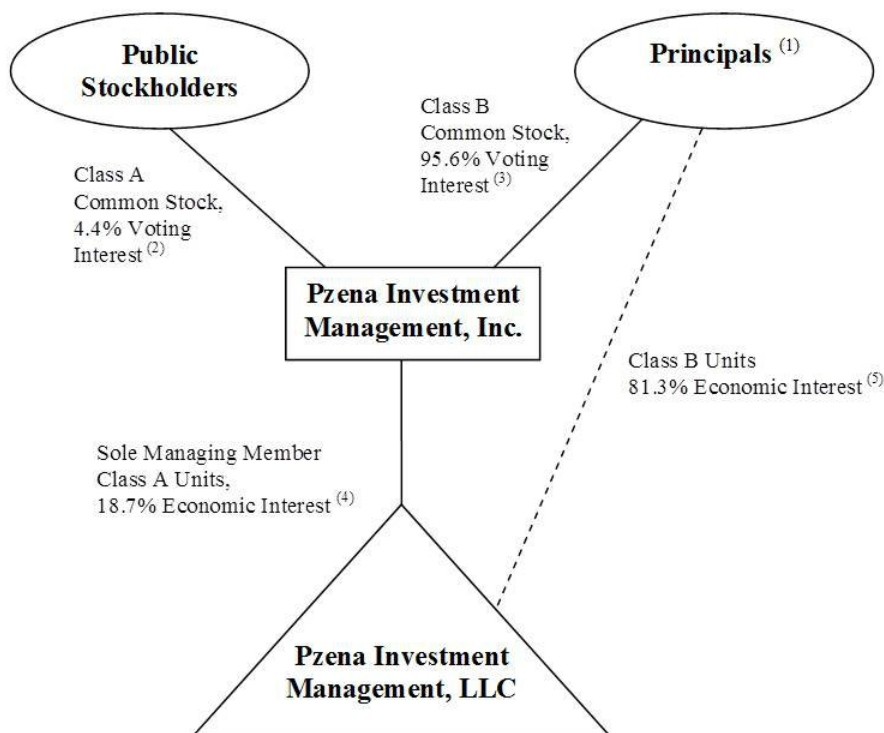 Public
Stockholders
Principals (1)
Class A
Common Stock,
4.4% Voting
Interest (2)
Class B
Common Stock,
95.6% Voting
Interest (3)
Pzena Investment
Management, Inc.
Class B Units
81.3% Economic Interest (5)
Sole Managing Member
Class A Units,
18.7% Economic Interest (4)
Pzena Investment
Management, LLC